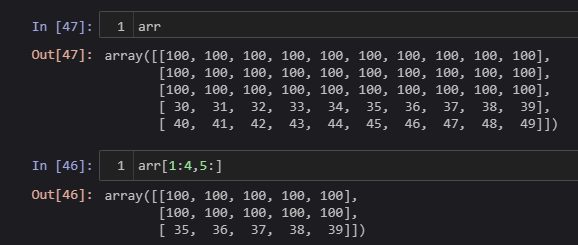 In [47]: 1 arr
Out[47]: array([[100, 100, 100, 100, 100, 100, 100, 100, 100, 100],
[100, 100, 100, 100, 100, 100, 100, 100, 100, 100],
[100, 100, 100, 100, 100, 100, 100, 100, 100, 100],
[ 30, 31, 32, 33, 34, 35, 36, 37, 38, 39],
[ 40, 41, 42, 43, 44, 45, 46, 47, 48, 49]])
In [46]: 1 arr[1:4,5:]
Out[46]: array([[100, 100, 100, 100, 100],
[100, 100, 100, 100, 100],
[ 35, 36, 37, 38, 39]])